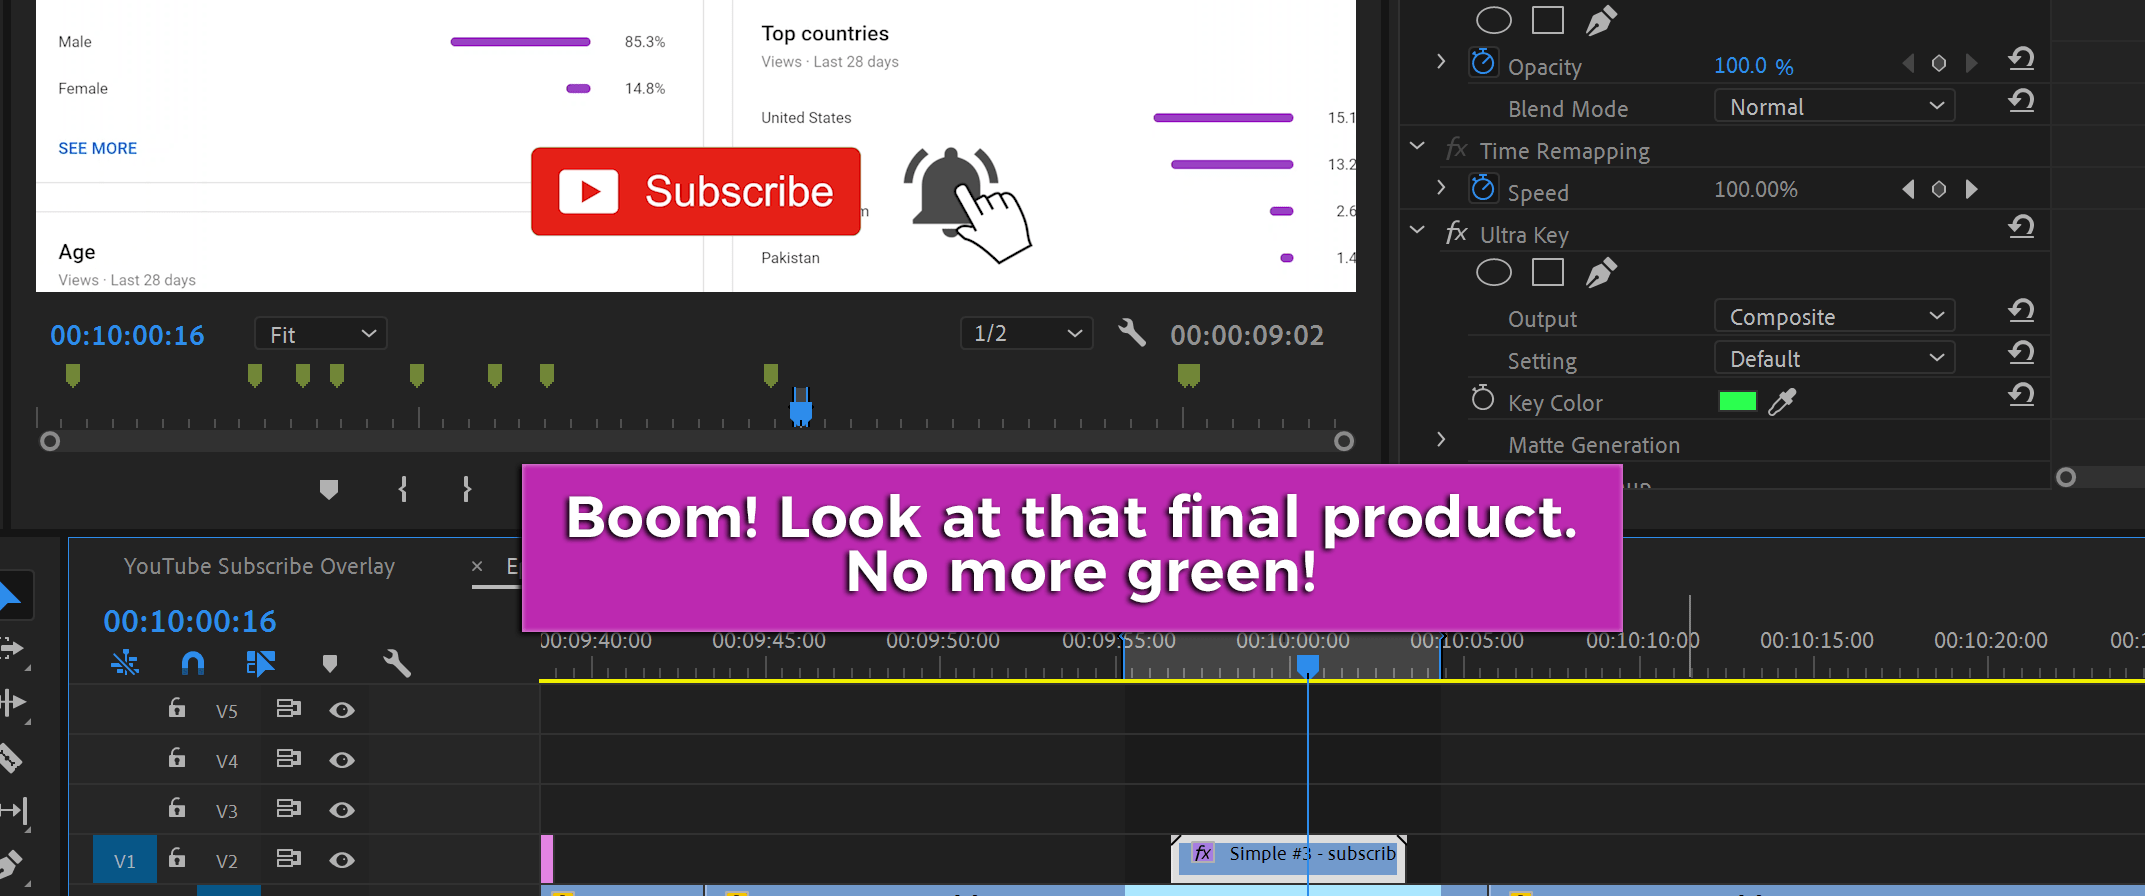 Male
85.3%
Female
14.8%
SEE MORE
Age
Views · Last 28 days
Top countries
Views · Last 28 days
United States
15.1
13.2
m
2.6
Pakistan
1.4
Subscribe
00:10:00:16
Fit
1/2
00:00:09:02
Opacity
100.0 %
Blend Mode
Normal
fx Time Remapping
Speed
100.00%
fx Ultra Key
Output
Composite
Setting
Default
Key Color
Matte Generation
Boom! Look at that final product.
No more green!
YouTube Subscribe Overlay
×
00:10:00:16
00:09:40:00 00:09:45:00 00:09:50:00 00:09:55:00 00:10:00:00 00:10:05:00 00:10:10:00 00:10:15:00 00:10:20:00 00:1
V5
V4
V3
V1 V2
fx Simple #3 - subscrib